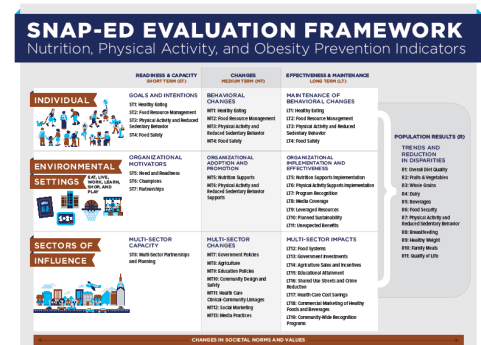 SNAP-ED EVALUATION FRAMEWORK
Nutrition, Physical Activity, and Obesity Prevention Indicators
READINESS & CAPACITY
SHORT TERM (ST)
CHANGES
MEDIUM TERM (MT)
EFFECTIVENESS & MAINTENANCE
LONG TERM (LT)
INDIVIDUAL
GOALS AND INTENTIONS
ST1: Healthy Eating
ST2: Food Resource Management
ST3: Physical Activity and Reduced
Sedentary Behavior
ST4: Food Safety
BEHAVIORAL
CHANGES
MT1: Healthy Eating
MT2: Food Resource Management
MT3: Physical Activity and
Reduced Sedentary Behavior
MT4: Food Safety
MAINTENANCE OF
BEHAVIORAL CHANGES
LT1: Healthy Eating
LT2: Food Resource Management
LT3: Physical Activity and Reduced
Sedentary Behavior
LT4: Food Safety
ENVIRONMENTAL
SETTINGS
EAT, LIVE,
WORK, LEARN,
SHOP, AND
PLAY
ORGANIZATIONAL
MOTIVATORS
ST5: Need and Readiness
ST6: Champions
ST7: Partnerships
ORGANIZATIONAL
ADOPTION AND
PROMOTION
MT5: Nutrition Supports
MT6: Physical Activity and
Reduced Sedentary Behavior
Supports
ORGANIZATIONAL
IMPLEMENTATION AND
EFFECTIVENESS
LT5: Nutrition Supports Implementation
LT6: Physical Activity Supports Implementation
LT7: Program Recognition
LT8: Media Coverage
LT9: Leveraged Resources
LT10: Planned Sustainability
LT11: Unexpected Benefits
SECTORS OF
INFLUENCE
MULTI-SECTOR
CAPACITY
ST8: Multi-Sector Partnerships
and Planning
MULTI-SECTOR
CHANGES
MT7: Government Policies
MT8: Agriculture
MT9: Education Policies
MT10: Community Design and
Safety
MT11: Health Care
Clinical-Community Linkages
MT12: Social Marketing
MT13: Media Practices
MULTI-SECTOR IMPACTS
LT12: Food Systems
LT13: Government Investments
LT14: Agriculture Sales and Incentives
LT15: Educational Attainment
LT16: Shared Use Streets and Crime
Reduction
LT17: Health Care Cost Savings
LT18: Commercial Marketing of Healthy
Foods and Beverages
LT19: Community-Wide Recognition
Programs
POPULATION RESULTS (R)
TRENDS AND
REDUCTION
IN DISPARITIES
R1: Overall Diet Quality
R2: Fruits & Vegetables
R3: Whole Grains
R4: Dairy
R5: Beverages
R6: Food Security
R7: Physical Activity and
Reduced Sedentary Behavior
R8: Breastfeeding
R9: Healthy Weight
R10: Family Meals
R11: Quality of Life
CHANGES IN SOCIETAL NORMS AND VALUES